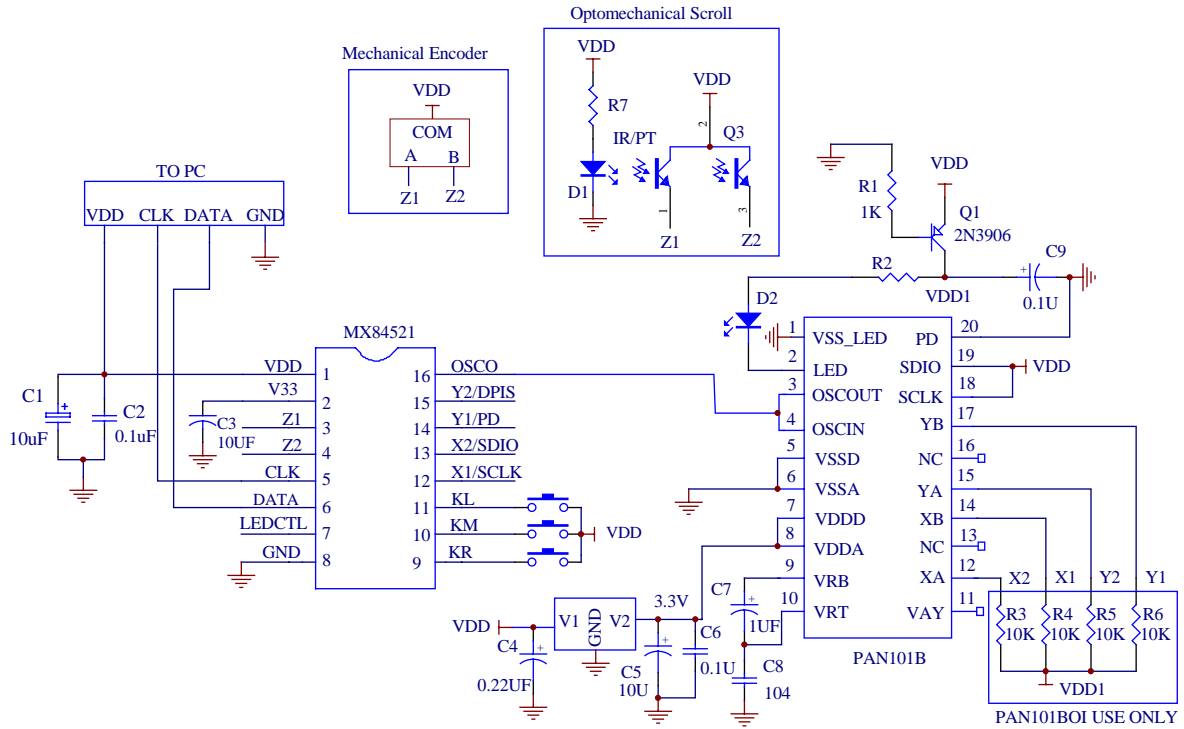 Optomechanical Scroll
Mechanical Encoder
VDD
COM
A B
Z1 Z2
VDD
R7
D1
IR/PT
VDD
2
Q3
1
3
Z1
Z2
TO PC
VDD CLK DATA GND
R1
1K
VDD
Q1
2N3906
R2
VDD1
C9
+
0.1U
D2
MX84521
VDD 1
V33 2
Z1 3
Z2 4
CLK 5
DATA 6
LEDCTL 7
GND 8
16 OSCO
15 Y2/DPIS
14 Y1/PD
13 X2/SDIO
12 X1/SCLK
11 KL
10 KM
9 KR
VDD
C1
+
10uF
C2
0.1uF
C3
10UF
1 VSS_LED
2 LED
3 OSCOUT
4 OSCIN
5 VSSD
6 VSSA
7 VDDD
8 VDDA
9 VRB
10 VRT
PD 20
SDIO 19
SCLK 18
YB 17
NC 16
YA 15
XB 14
NC 13
XA 12
VAY 11
VDD
PAN101B
VDD
C4
+
0.22UF
V1 GND V2
3.3V
C5
+
10U
C6
0.1U
C7
+
1UF
C8
104
X2 X1 Y2 Y1
R3
10K
R4
10K
R5
10K
R6
10K
VDD1
PAN101BOI USE ONLY